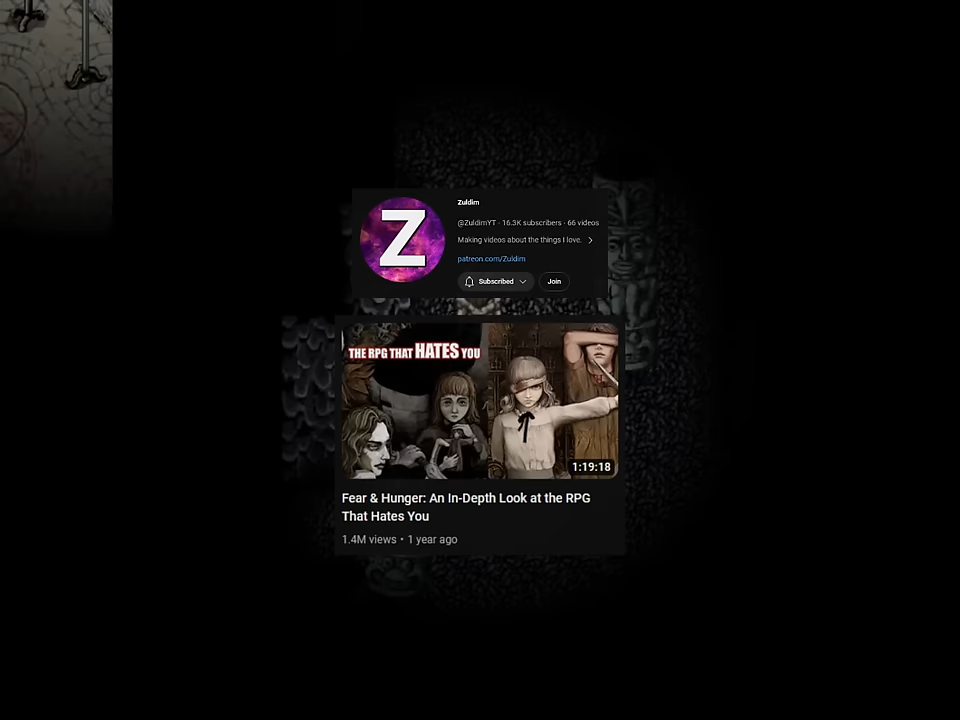 Z
Zuldim
@ZuldimYT · 16.3K subscribers · 66 videos
Making videos about the things I love.
patreon.com/Zuldim
Subscribed Join
THE RPG THAT HATES YOU
1:19:18
Fear & Hunger: An In-Depth Look at the RPG
That Hates You
1.4M views • 1 year ago